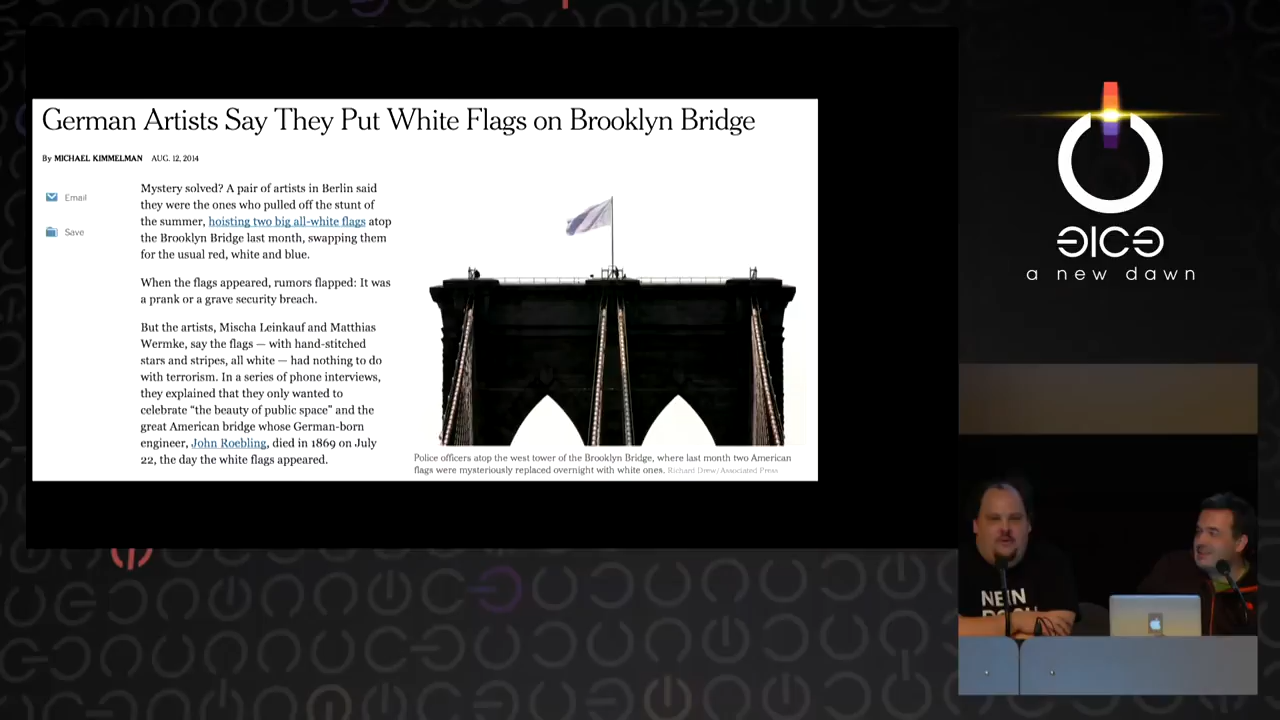 German Artists Say They Put White Flags on Brooklyn Bridge
By MICHAEL KIMMELMAN AUG. 12, 2014
Email
Save
Mystery solved? A pair of artists in Berlin said
they were the ones who pulled off the stunt of
the summer, hoisting two big all-white flags atop
the Brooklyn Bridge last month, swapping them
for the usual red, white and blue.
When the flags appeared, rumors flapped: It was
a prank or a grave security breach.
But the artists, Mischa Leinkauf and Matthias
Wermke, say the flags — with hand-stitched
stars and stripes, all white — had nothing to do
with terrorism. In a series of phone interviews,
they explained that they only wanted to
celebrate “the beauty of public space” and the
great American bridge whose German-born
engineer, John Roebling, died in 1869 on July
22, the day the white flags appeared.
Police officers atop the west tower of the Brooklyn Bridge, where last month two American
flags were mysteriously replaced overnight with white ones. Richard Drew/Associated Press
a new dawn
NEIN